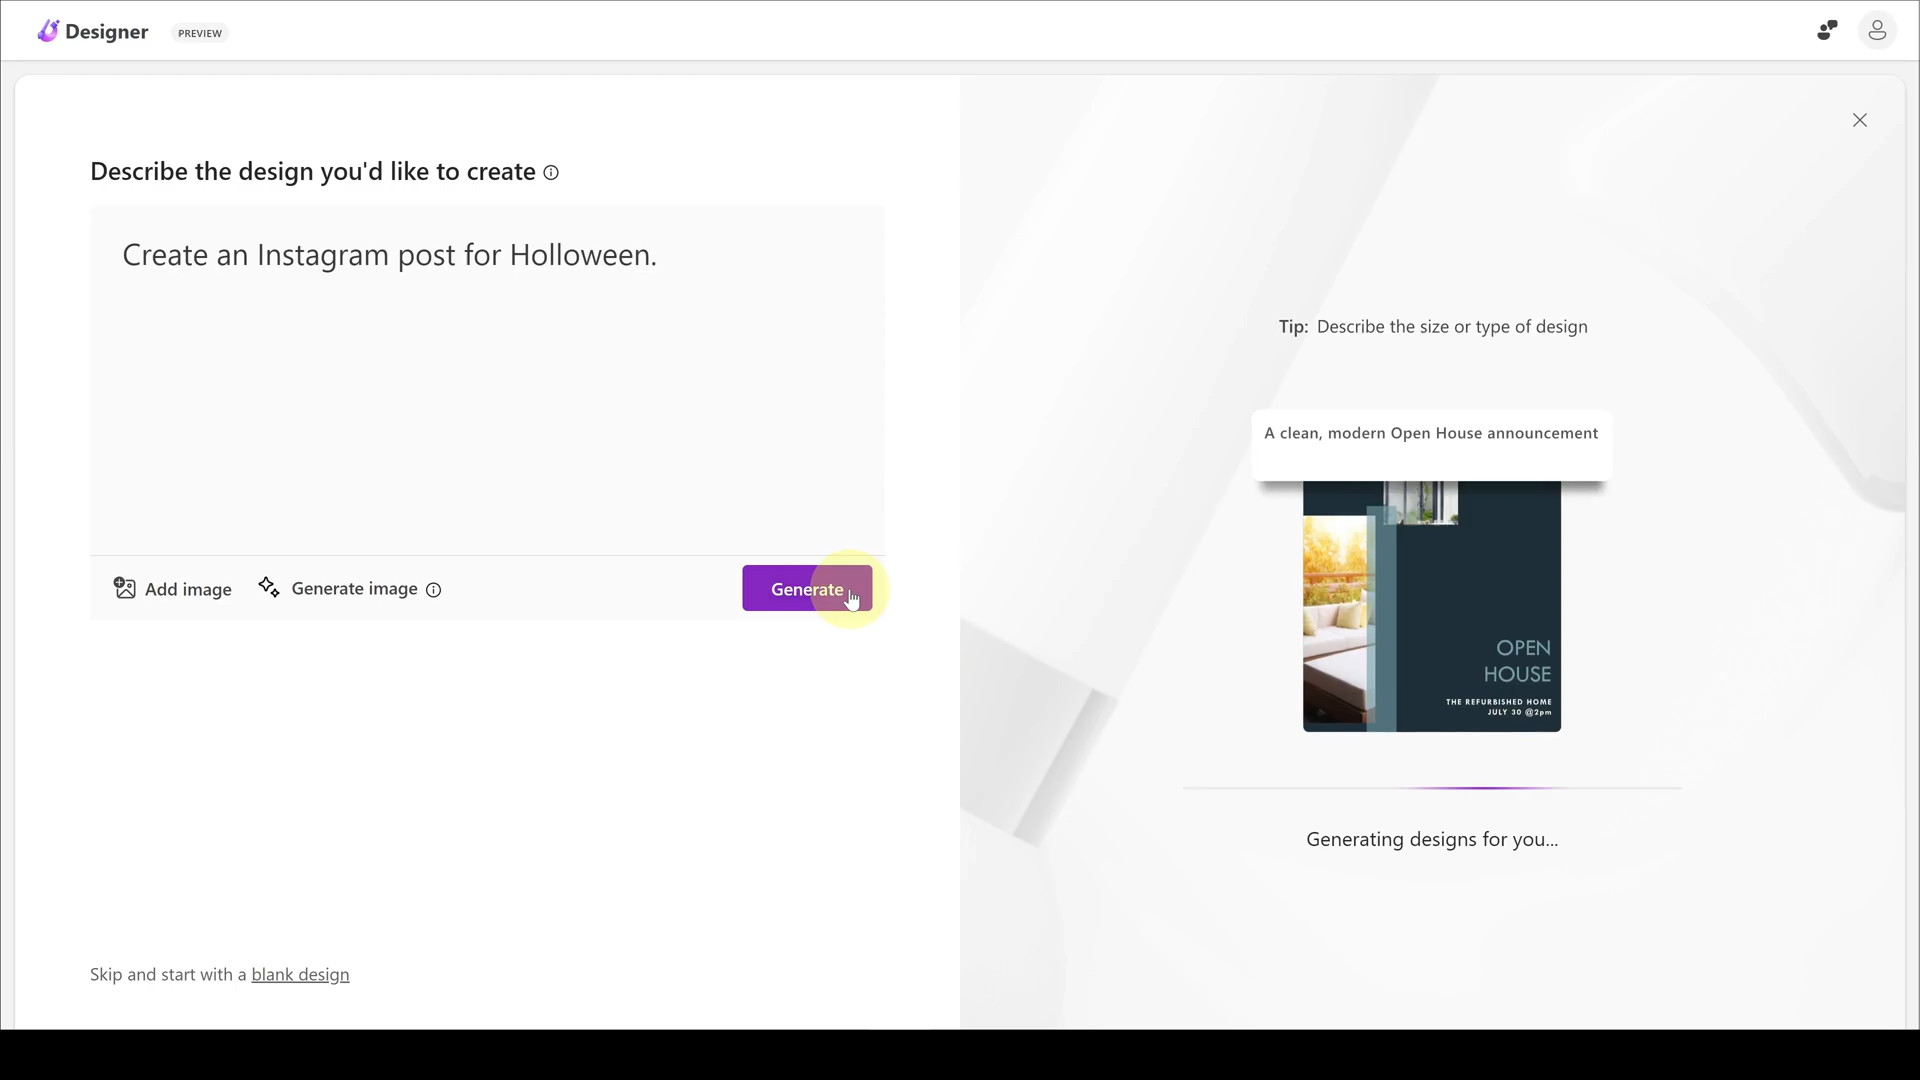 Designer PREVIEW
Describe the design you'd like to create
Create an Instagram post for Holloween.
Add image
Generate image
Generate
Skip and start with a blank design
Tip: Describe the size or type of design
A clean, modern Open House announcement
OPEN
HOUSE
THE REFURBISHED HOME
JULY 30 @2pm
Generating designs for you...